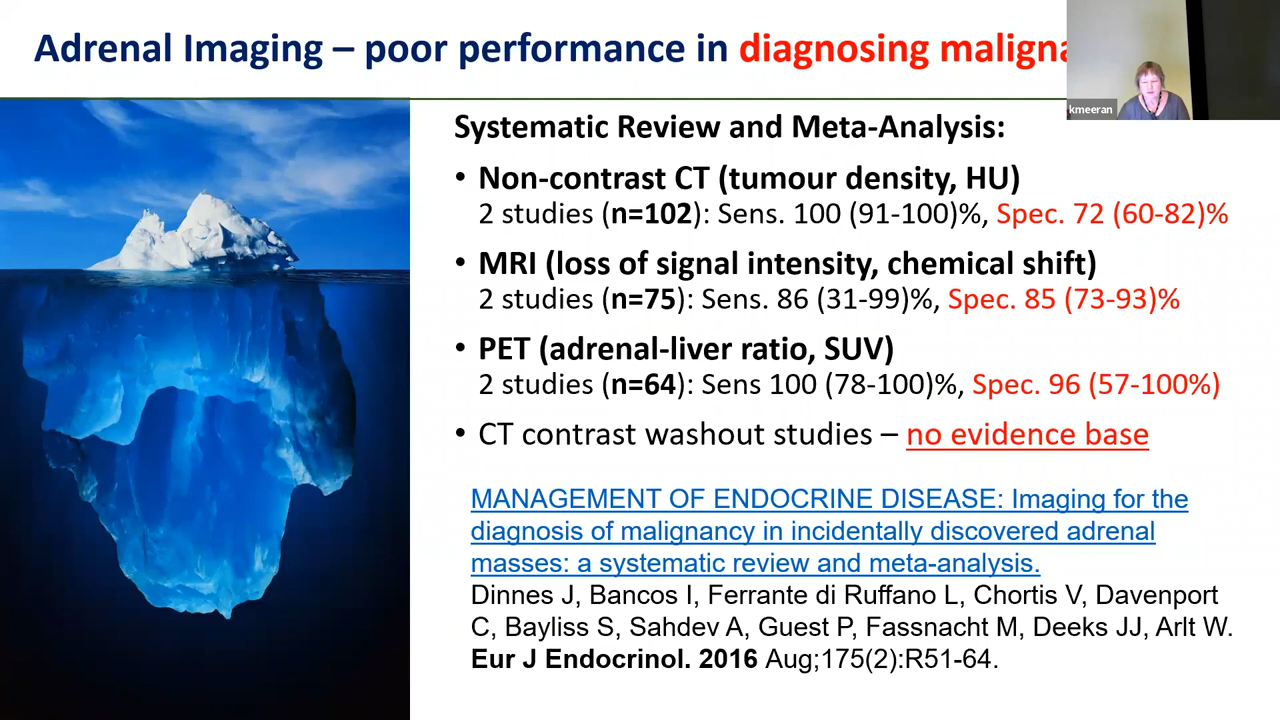 Adrenal Imaging – poor performance in diagnosing maligna
kmeeran
Systematic Review and Meta-Analysis:
• Non-contrast CT (tumour density, HU)
2 studies (n=102): Sens. 100 (91-100)%, Spec. 72 (60-82)%
• MRI (loss of signal intensity, chemical shift)
2 studies (n=75): Sens. 86 (31-99)%, Spec. 85 (73-93)%
• PET (adrenal-liver ratio, SUV)
2 studies (n=64): Sens 100 (78-100)%, Spec. 96 (57-100%)
• CT contrast washout studies – no evidence base
MANAGEMENT OF ENDOCRINE DISEASE: Imaging for the
diagnosis of malignancy in incidentally discovered adrenal
masses: a systematic review and meta-analysis.
Dinnes J, Bancos I, Ferrante di Ruffano L, Chortis V, Davenport
C, Bayliss S, Sahdev A, Guest P, Fassnacht M, Deeks JJ, Arlt W.
Eur J Endocrinol. 2016 Aug;175(2):R51-64.